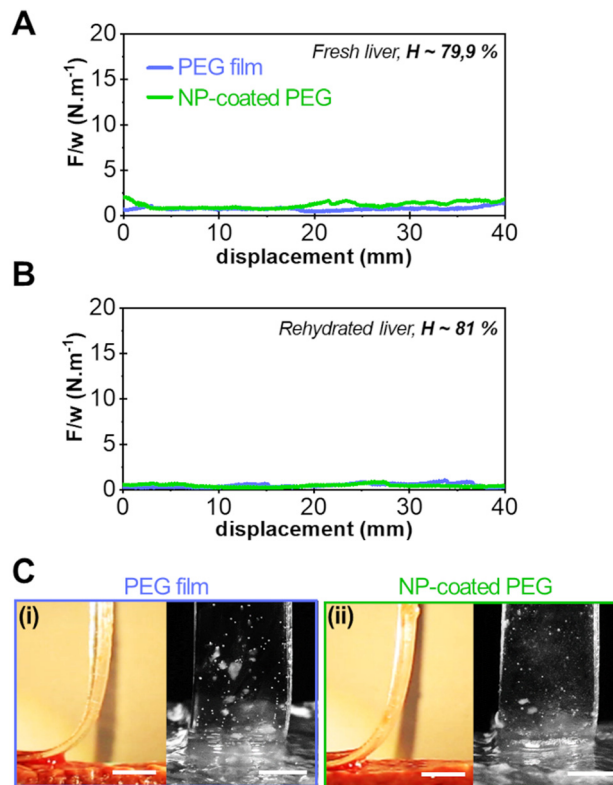 A
20
15
10
5
0
F/w (N.m⁻¹)
Fresh liver, H ~ 79,9 %
PEG film
NP-coated PEG
0 10 20 30 40
displacement (mm)
B
20
15
10
5
0
F/w (N.m⁻¹)
Rehydrated liver, H ~ 81 %
0 10 20 30 40
displacement (mm)
C
PEG film NP-coated PEG
(i) (ii)